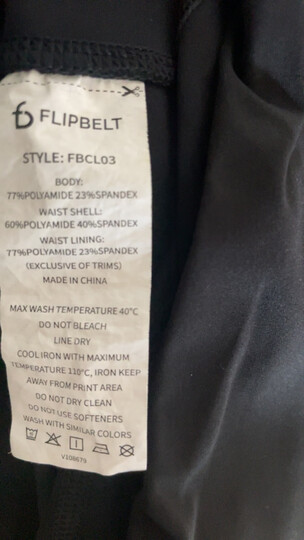 FLIPBELT
STYLE: FBCL03
BODY:
77%POLYAMIDE 23%SPANDEX
WAIST SHELL:
60%POLYAMIDE 40%SPANDEX
WAIST LINING:
77%POLYAMIDE 23%SPANDEX
(EXCLUSIVE OF TRIMS)
MADE IN CHINA
MAX WASH TEMPERATURE 40°C
DO NOT BLEACH
LINE DRY
COOL IRON WITH MAXIMUM
TEMPERATURE 110°C, IRON KEEP
AWAY FROM PRINT AREA
DO NOT DRY CLEAN
DO NOT USE SOFTENERS
WASH WITH SIMILAR COLORS
V108679